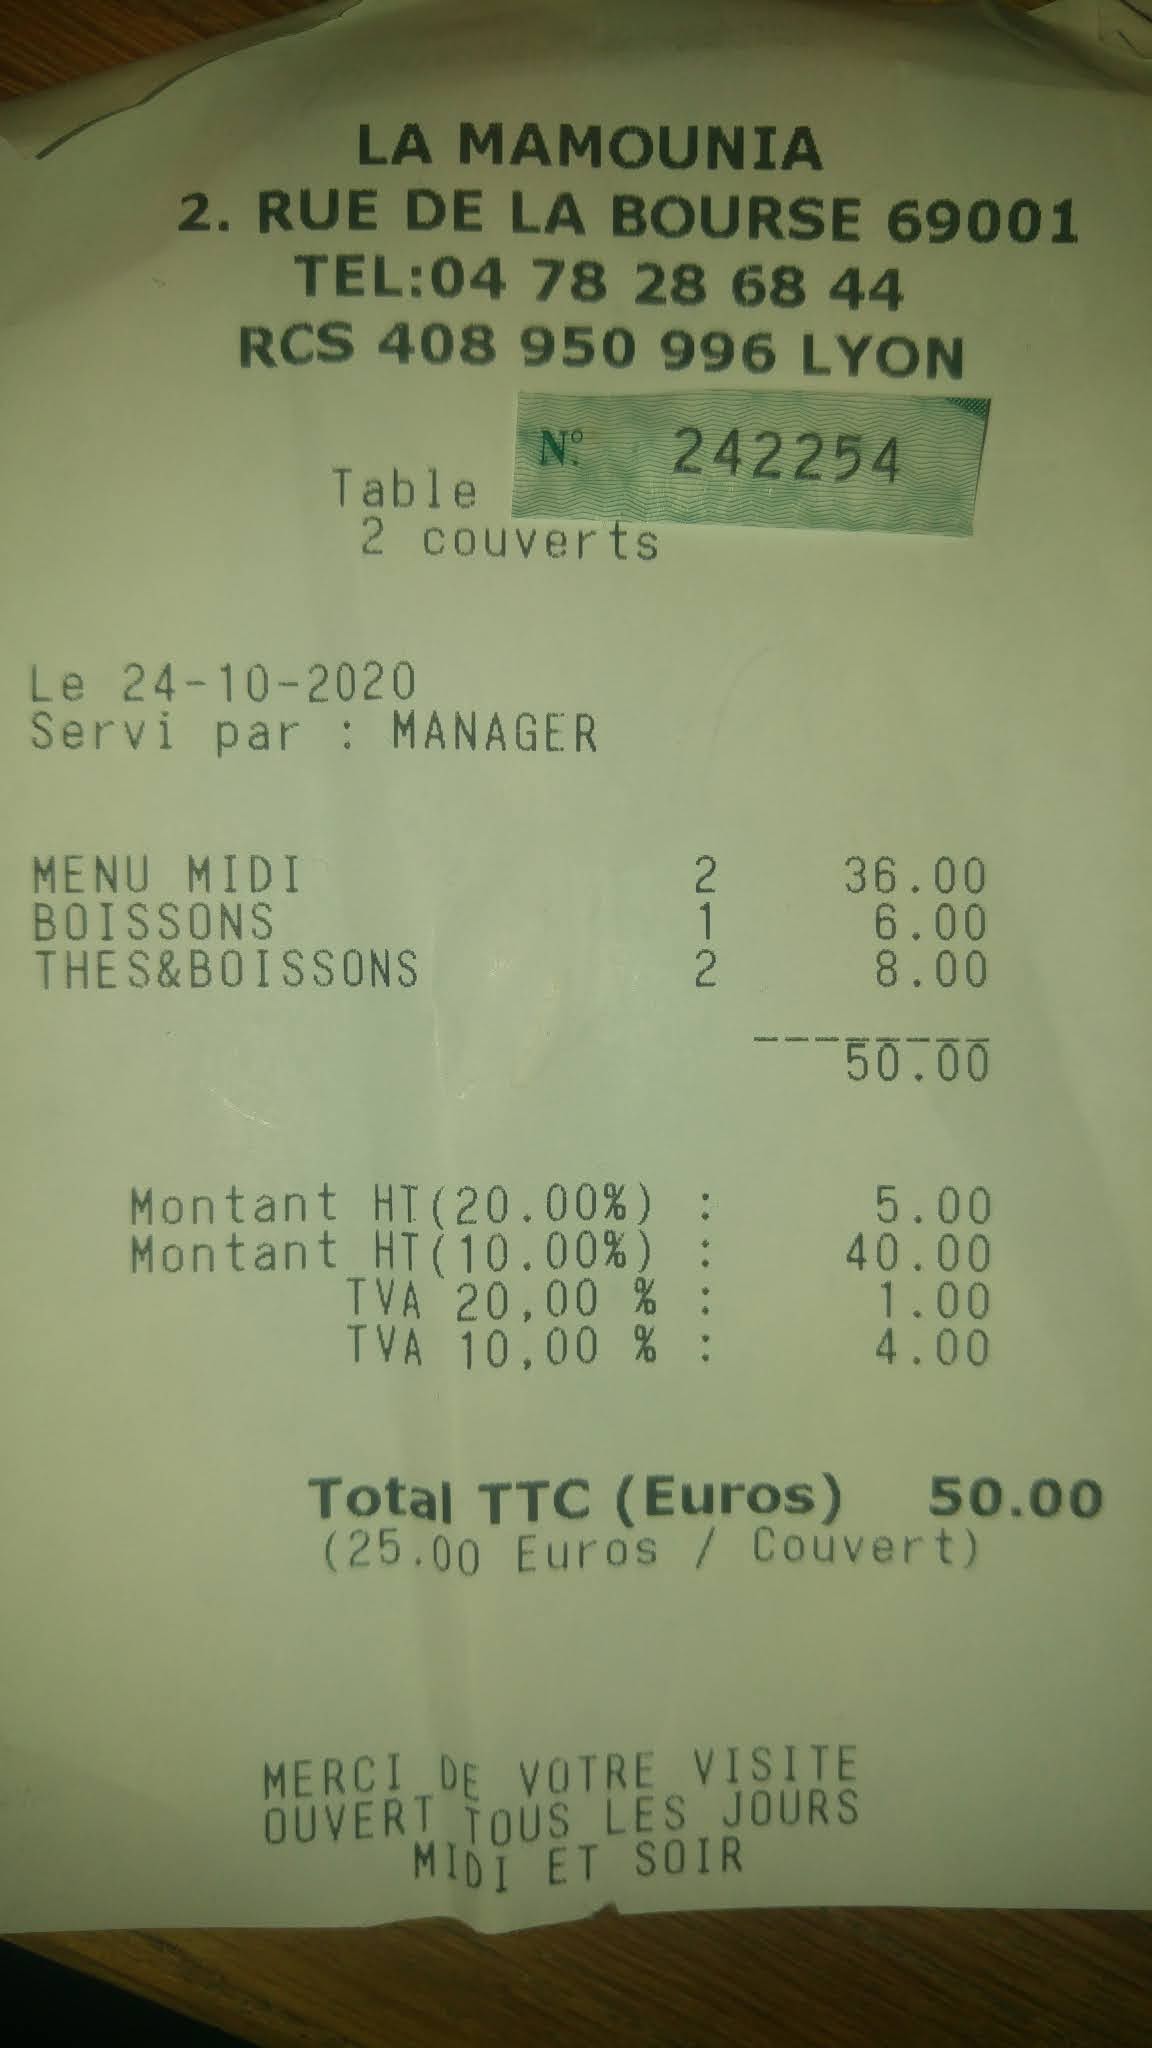 LA MAMOUNIA
2. RUE DE LA BOURSE 69001
TEL:04 78 28 68 44
RCS 408 950 996 LYON
N° 242254
Table
2 couverts
Le 24-10-2020
Servi par : MANAGER
MENU MIDI 2 36.00
BOISSONS 1 6.00
THES&BOISSONS 2 8.00
---------
50.00
Montant HT(20.00%) : 5.00
Montant HT(10.00%) : 40.00
TVA 20,00 % : 1.00
TVA 10,00 % : 4.00
Total TTC (Euros) 50.00
(25.00 Euros / Couvert)
MERCI DE VOTRE VISITE
OUVERT TOUS LES JOURS
MIDI ET SOIR